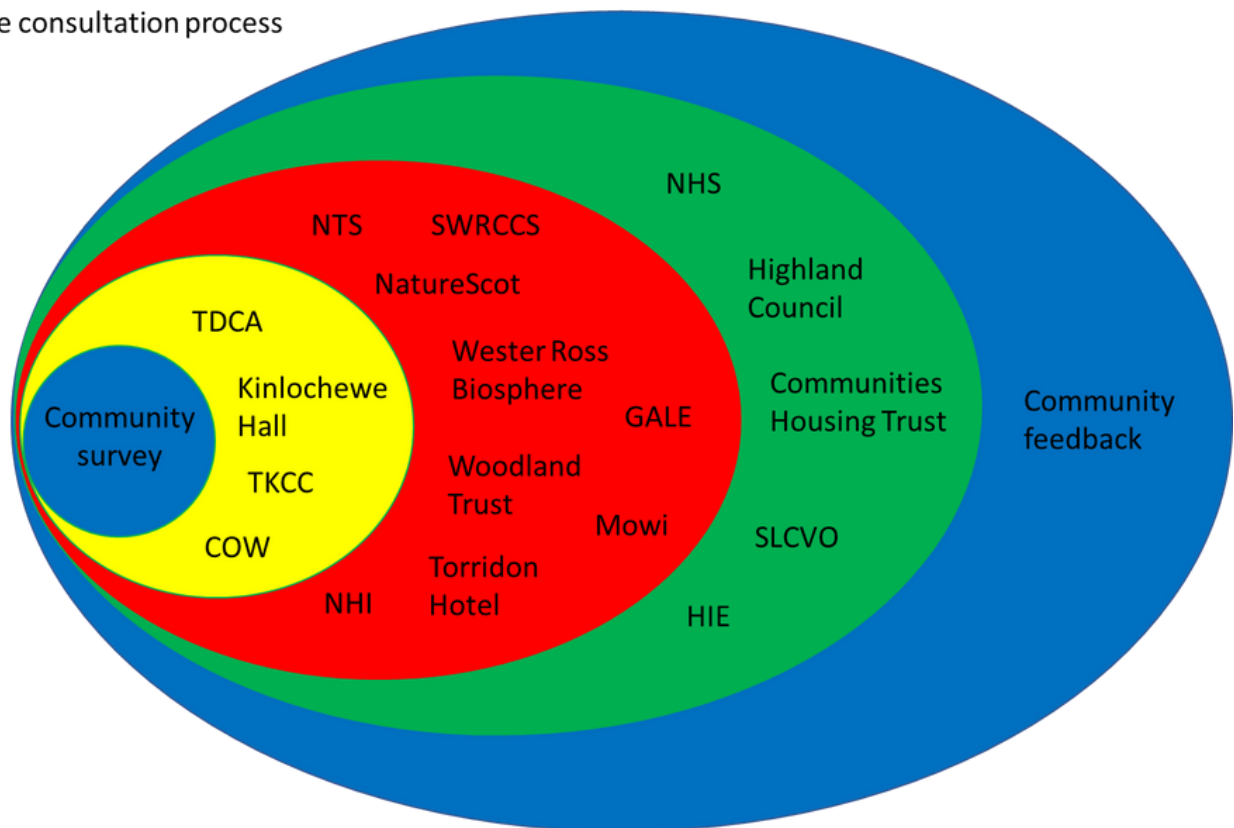 e consultation process
NHS
NTS
SWRCCS
NatureScot
Highland
Council
TDCA
Wester Ross
Biosphere
Kinlochewe
Hall
GALE
Communities
Housing Trust
Community
survey
Community
feedback
TKCC
Woodland
Trust
Mowi
COW
SLCVO
Torridon
Hotel
NHI
HIE